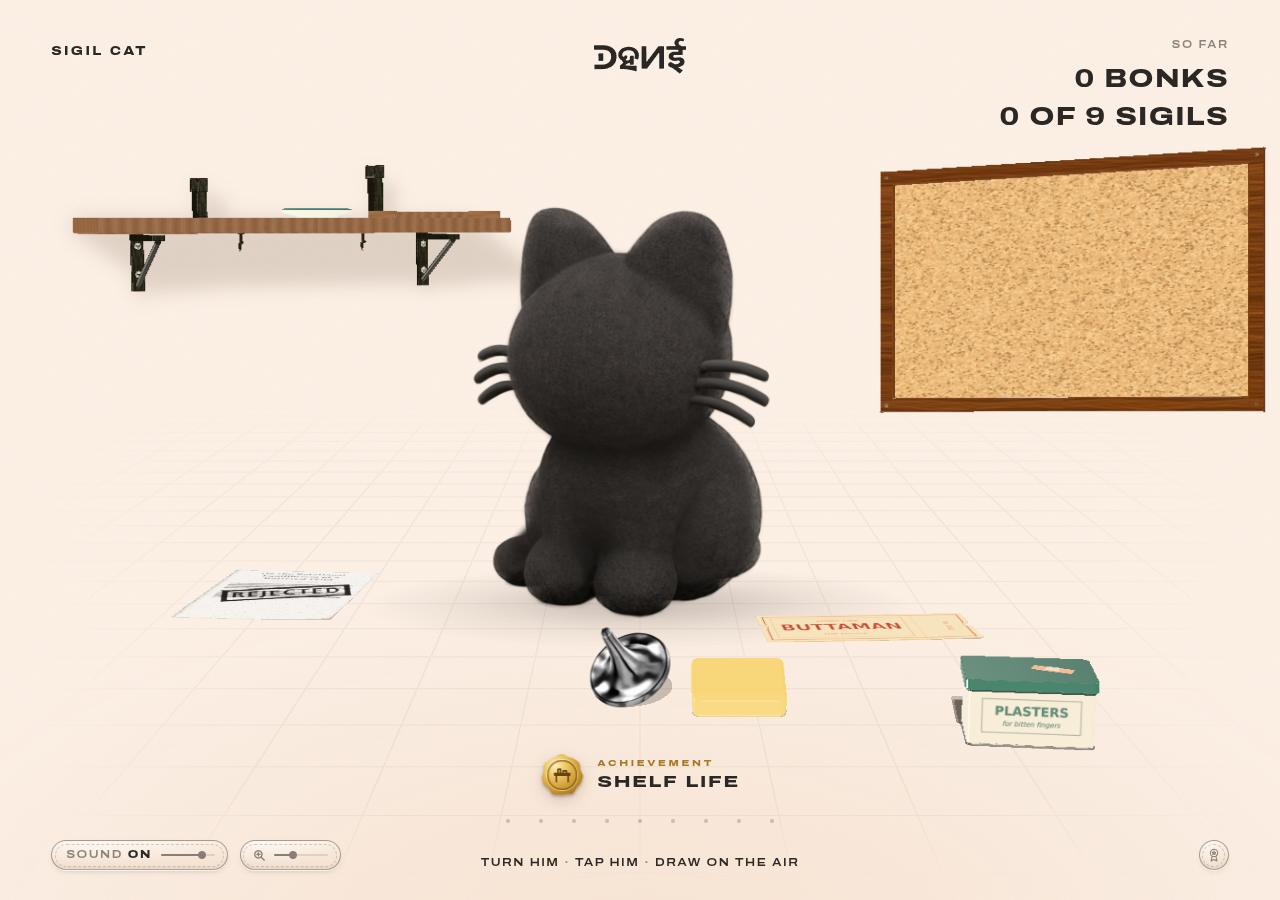 SIGIL CAT
SO FAR
0 BONKS
0 OF 9 SIGILS
REJECTED
BUTTAMAN
PLASTERS
for bitten fingers
ACHIEVEMENT
SHELF LIFE
SOUND ON
TURN HIM · TAP HIM · DRAW ON THE AIR